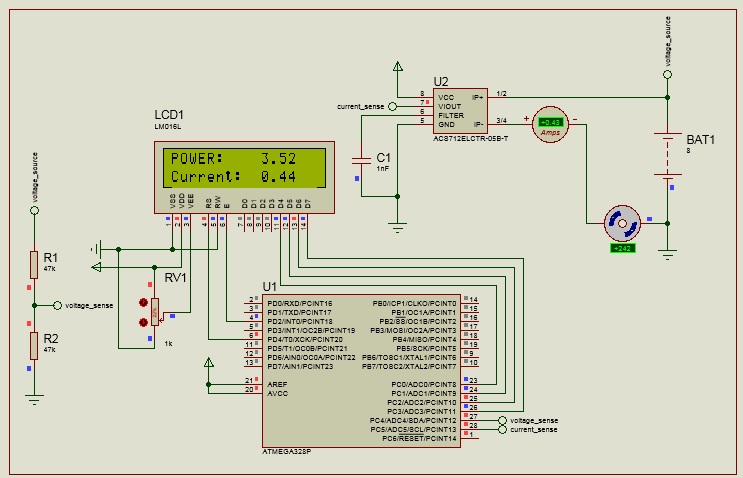 voltage_source
U2
8 VCC IP+ 1/2
current_sense 7 VIOUT
6 FILTER
5 GND IP- 3/4
ACS712ELCTR-05B-T
+ +0.43 -
Amps
BAT1
8
+242
C1
1nF
LCD1
LM016L
POWER: 3.52
Current: 0.44
VSS VDD VEE RS RW E D0 D1 D2 D3 D4 D5 D6 D7
1 2 3 4 5 6 7 8 9 10 11 12 13 14
voltage_source
R1
47k
voltage_sense
R2
47k
RV1
1k
U1
2 PD0/RXD/PCINT16 PB0/ICP1/CLKO/PCINT0 14
3 PD1/TXD/PCINT17 PB1/OC1A/PCINT1 15
4 PD2/INT0/PCINT18 PB2/SS/OC1B/PCINT2 16
5 PD3/INT1/OC2B/PCINT19 PB3/MOSI/OC2A/PCINT3 17
6 PD4/T0/XCK/PCINT20 PB4/MISO/PCINT4 18
11 PD5/T1/OC0B/PCINT21 PB5/SCK/PCINT5 19
12 PD6/AIN0/OC0A/PCINT22 PB6/TOSC1/XTAL1/PCINT6 9
13 PD7/AIN1/PCINT23 PB7/TOSC2/XTAL2/PCINT7 10
21 AREF PC0/ADC0/PCINT8 23
20 AVCC PC1/ADC1/PCINT9 24
PC2/ADC2/PCINT10 25
PC3/ADC3/PCINT11 26
PC4/ADC4/SDA/PCINT12 27 voltage_sense
PC5/ADC5/SCL/PCINT13 28 current_sense
PC6/RESET/PCINT14 1
ATMEGA328P